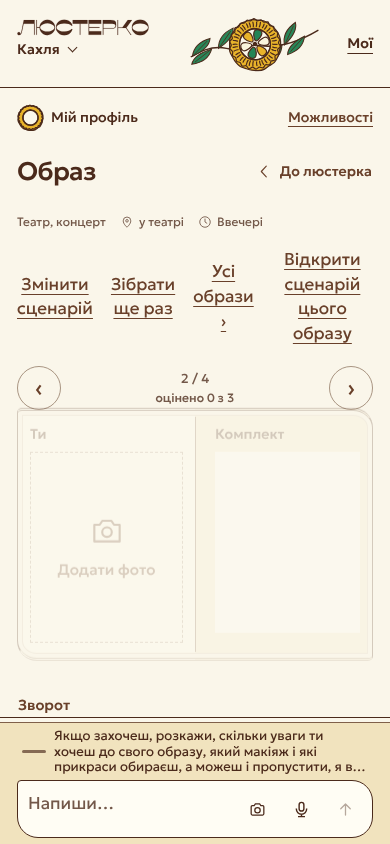 ЛЮСТЕРКО
Кахля
Мої
Мій профіль
Можливості
Образ
До люстерка
Театр, концерт
у театрі
Ввечері
Змінити
сценарій
Зібрати
ще раз
Усі
образи
›
Відкрити
сценарій
цього
образу
‹
2 / 4
оцінено 0 з 3
›
Ти
Комплект
Додати фото
Зворот
Якщо захочеш, розкажи, скільки уваги ти
хочеш до свого образу, який макіяж і які
прикраси обираєш, а можеш і пропустити, я в…
Напиши…